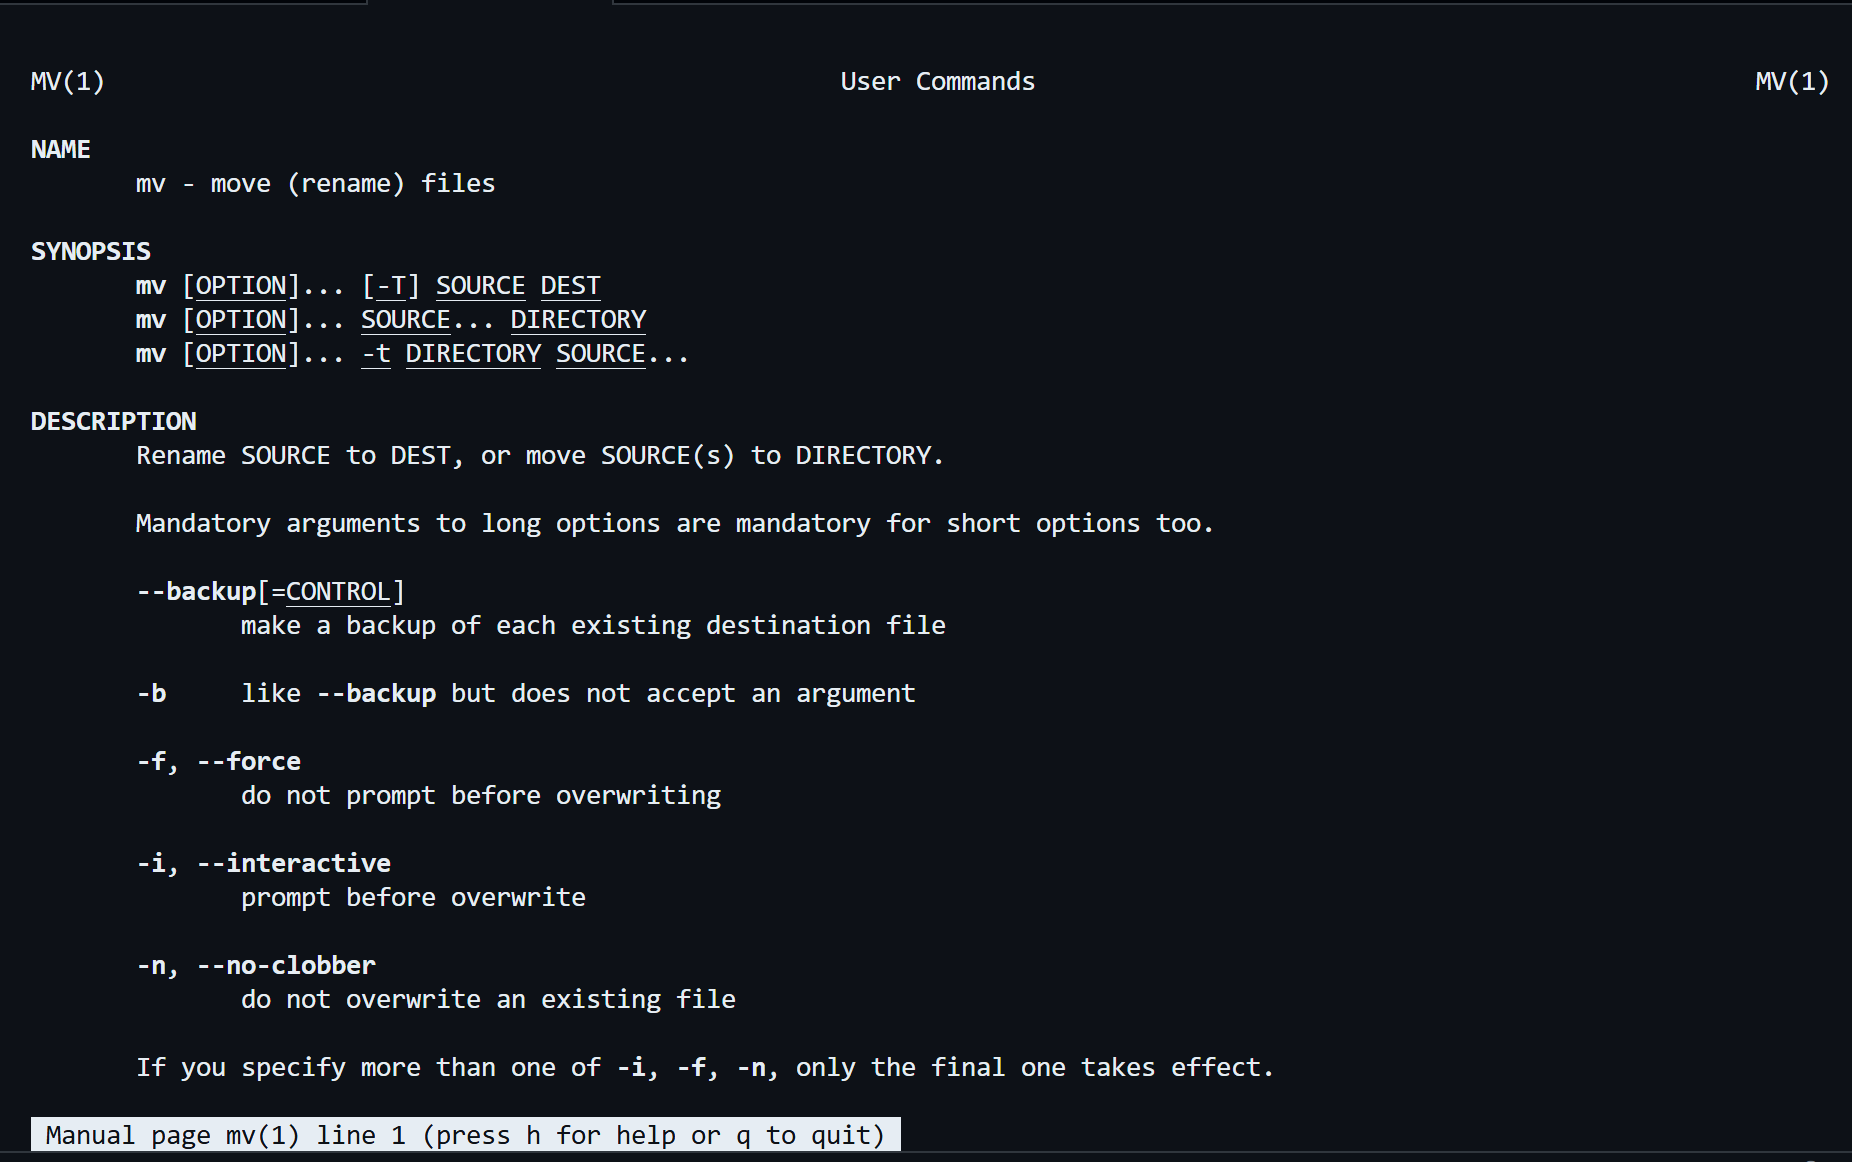 MV(1) User Commands MV(1)
NAME
mv - move (rename) files
SYNOPSIS
mv [OPTION]... [-T] SOURCE DEST
mv [OPTION]... SOURCE... DIRECTORY
mv [OPTION]... -t DIRECTORY SOURCE...
DESCRIPTION
Rename SOURCE to DEST, or move SOURCE(s) to DIRECTORY.
Mandatory arguments to long options are mandatory for short options too.
--backup[=CONTROL]
make a backup of each existing destination file
-b like --backup but does not accept an argument
-f, --force
do not prompt before overwriting
-i, --interactive
prompt before overwrite
-n, --no-clobber
do not overwrite an existing file
If you specify more than one of -i, -f, -n, only the final one takes effect.
Manual page mv(1) line 1 (press h for help or q to quit)